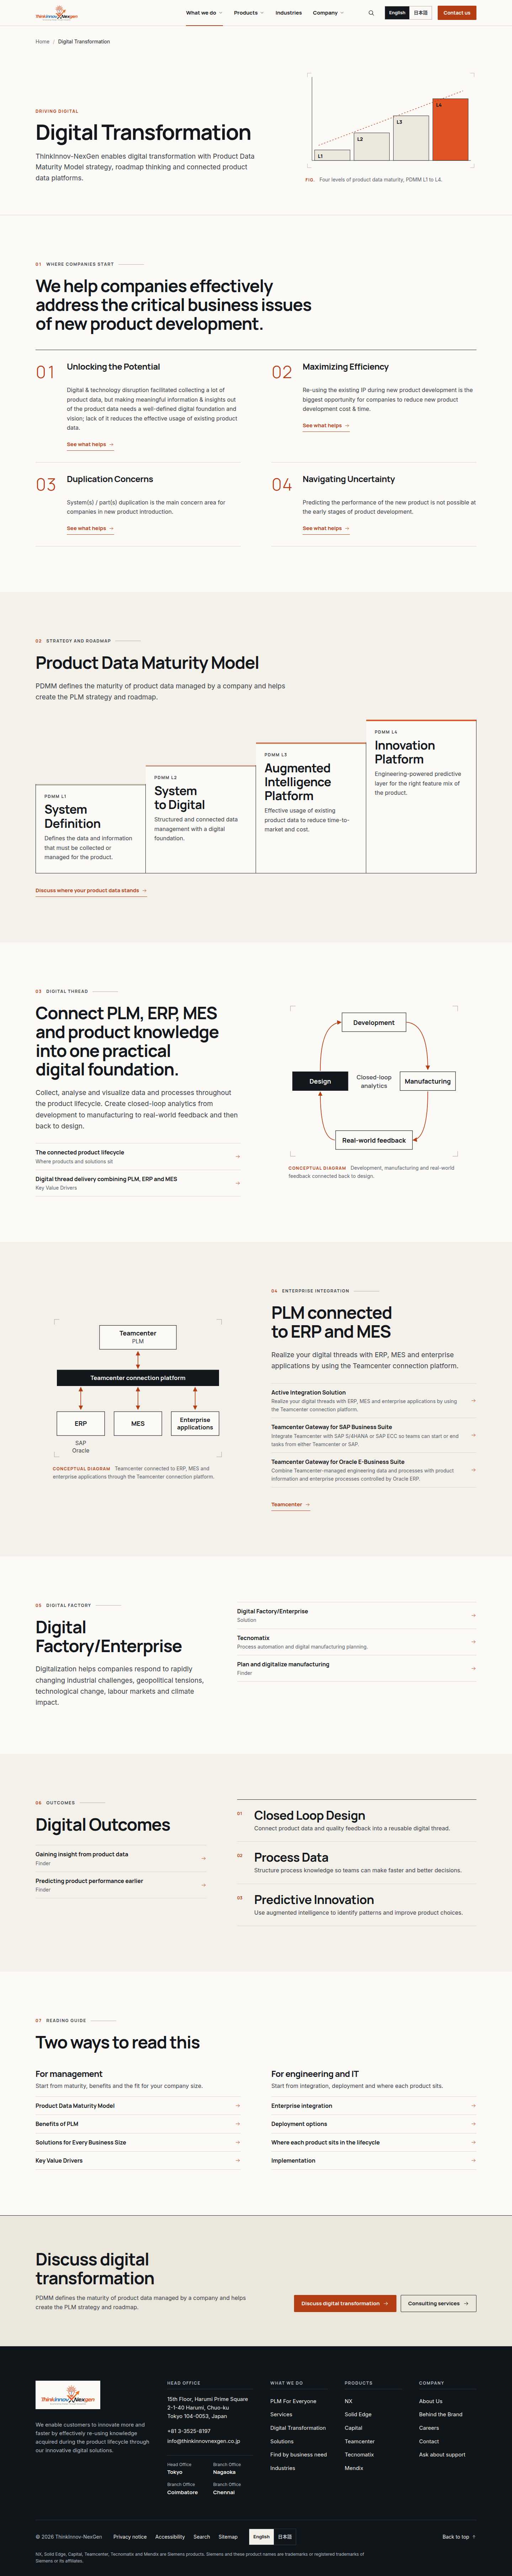 ThinkInnov-Nexgen
What we do
Products
Industries
Company
English
日本語
Contact us
Home / Digital Transformation
DRIVING DIGITAL
Digital Transformation
ThinkInnov-NexGen enables digital transformation with Product Data
Maturity Model strategy, roadmap thinking and connected product
data platforms.
L1
L2
L3
L4
FIG. Four levels of product data maturity, PDMM L1 to L4.
01 WHERE COMPANIES START
We help companies effectively
address the critical business issues
of new product development.
01
Unlocking the Potential
Digital & technology disruption facilitated collecting a lot of
product data, but making meaningful information & insights out
of the product data needs a well-defined digital foundation and
vision; lack of it reduces the effective usage of existing product
data.
See what helps →
02
Maximizing Efficiency
Re-using the existing IP during new product development is the
biggest opportunity for companies to reduce new product
development cost & time.
See what helps →
03
Duplication Concerns
System(s) / part(s) duplication is the main concern area for
companies in new product introduction.
See what helps →
04
Navigating Uncertainty
Predicting the performance of the new product is not possible at
the early stages of product development.
See what helps →
02 STRATEGY AND ROADMAP
Product Data Maturity Model
PDMM defines the maturity of product data managed by a company and helps
create the PLM strategy and roadmap.
PDMM L1
System
Definition
Defines the data and information
that must be collected or
managed for the product.
PDMM L2
System
to Digital
Structured and connected data
management with a digital
foundation.
PDMM L3
Augmented
Intelligence
Platform
Effective usage of existing
product data to reduce time-to-
market and cost.
PDMM L4
Innovation
Platform
Engineering-powered predictive
layer for the right feature mix of
the product.
Discuss where your product data stands →
03 DIGITAL THREAD
Connect PLM, ERP, MES
and product knowledge
into one practical
digital foundation.
Collect, analyse and visualize data and processes throughout
the product lifecycle. Create closed-loop analytics from
development to manufacturing to real-world feedback and then
back to design.
The connected product lifecycle
Where products and solutions sit
→
Digital thread delivery combining PLM, ERP and MES
Key Value Drivers
→
Development
Design
Closed-loop
analytics
Manufacturing
Real-world feedback
CONCEPTUAL DIAGRAM Development, manufacturing and real-world
feedback connected back to design.
Teamcenter
PLM
Teamcenter connection platform
ERP
MES
Enterprise
applications
SAP
Oracle
CONCEPTUAL DIAGRAM Teamcenter connected to ERP, MES and
enterprise applications through the Teamcenter connection platform.
04 ENTERPRISE INTEGRATION
PLM connected
to ERP and MES
Realize your digital threads with ERP, MES and enterprise
applications by using the Teamcenter connection platform.
Active Integration Solution
Realize your digital threads with ERP, MES and enterprise applications by using
the Teamcenter connection platform.
→
Teamcenter Gateway for SAP Business Suite
Integrate Teamcenter with SAP S/4HANA or SAP ECC so teams can start or end
tasks from either Teamcenter or SAP.
→
Teamcenter Gateway for Oracle E-Business Suite
Combine Teamcenter-managed engineering data and processes with product
information and enterprise processes controlled by Oracle ERP.
→
Teamcenter →
05 DIGITAL FACTORY
Digital
Factory/Enterprise
Digitalization helps companies respond to rapidly
changing industrial challenges, geopolitical tensions,
technological change, labour markets and climate
impact.
Digital Factory/Enterprise
Solution
→
Tecnomatix
Process automation and digital manufacturing planning.
→
Plan and digitalize manufacturing
Finder
→
06 OUTCOMES
Digital Outcomes
Gaining insight from product data
Finder
→
Predicting product performance earlier
Finder
→
01
Closed Loop Design
Connect product data and quality feedback into a reusable digital thread.
02
Process Data
Structure process knowledge so teams can make faster and better decisions.
03
Predictive Innovation
Use augmented intelligence to identify patterns and improve product choices.
07 READING GUIDE
Two ways to read this
For management
Start from maturity, benefits and the fit for your company size.
Product Data Maturity Model →
Benefits of PLM →
Solutions for Every Business Size →
Key Value Drivers →
For engineering and IT
Start from integration, deployment and where each product sits.
Enterprise integration →
Deployment options →
Where each product sits in the lifecycle →
Implementation →
Discuss digital
transformation
PDMM defines the maturity of product data managed by a company and helps
create the PLM strategy and roadmap.
Discuss digital transformation →
Consulting services →
ThinkInnov-Nexgen
We enable customers to innovate more and
faster by effectively re-using knowledge
acquired during the product lifecycle through
our innovative digital solutions.
HEAD OFFICE
15th Floor, Harumi Prime Square
2-1-40 Harumi, Chuo-ku
Tokyo 104-0053, Japan
+81 3-3525-8197
info@thinkinnovnexgen.co.jp
Head Office
Tokyo
Branch Office
Nagaoka
Branch Office
Coimbatore
Branch Office
Chennai
WHAT WE DO
PLM For Everyone
Services
Digital Transformation
Solutions
Find by business need
Industries
PRODUCTS
NX
Solid Edge
Capital
Teamcenter
Tecnomatix
Mendix
COMPANY
About Us
Behind the Brand
Careers
Contact
Ask about support
© 2026 ThinkInnov-NexGen
Privacy notice
Accessibility
Search
Sitemap
English
日本語
Back to top ↑
NX, Solid Edge, Capital, Teamcenter, Tecnomatix and Mendix are Siemens products. Siemens and these product names are trademarks or registered trademarks of
Siemens or its affiliates.